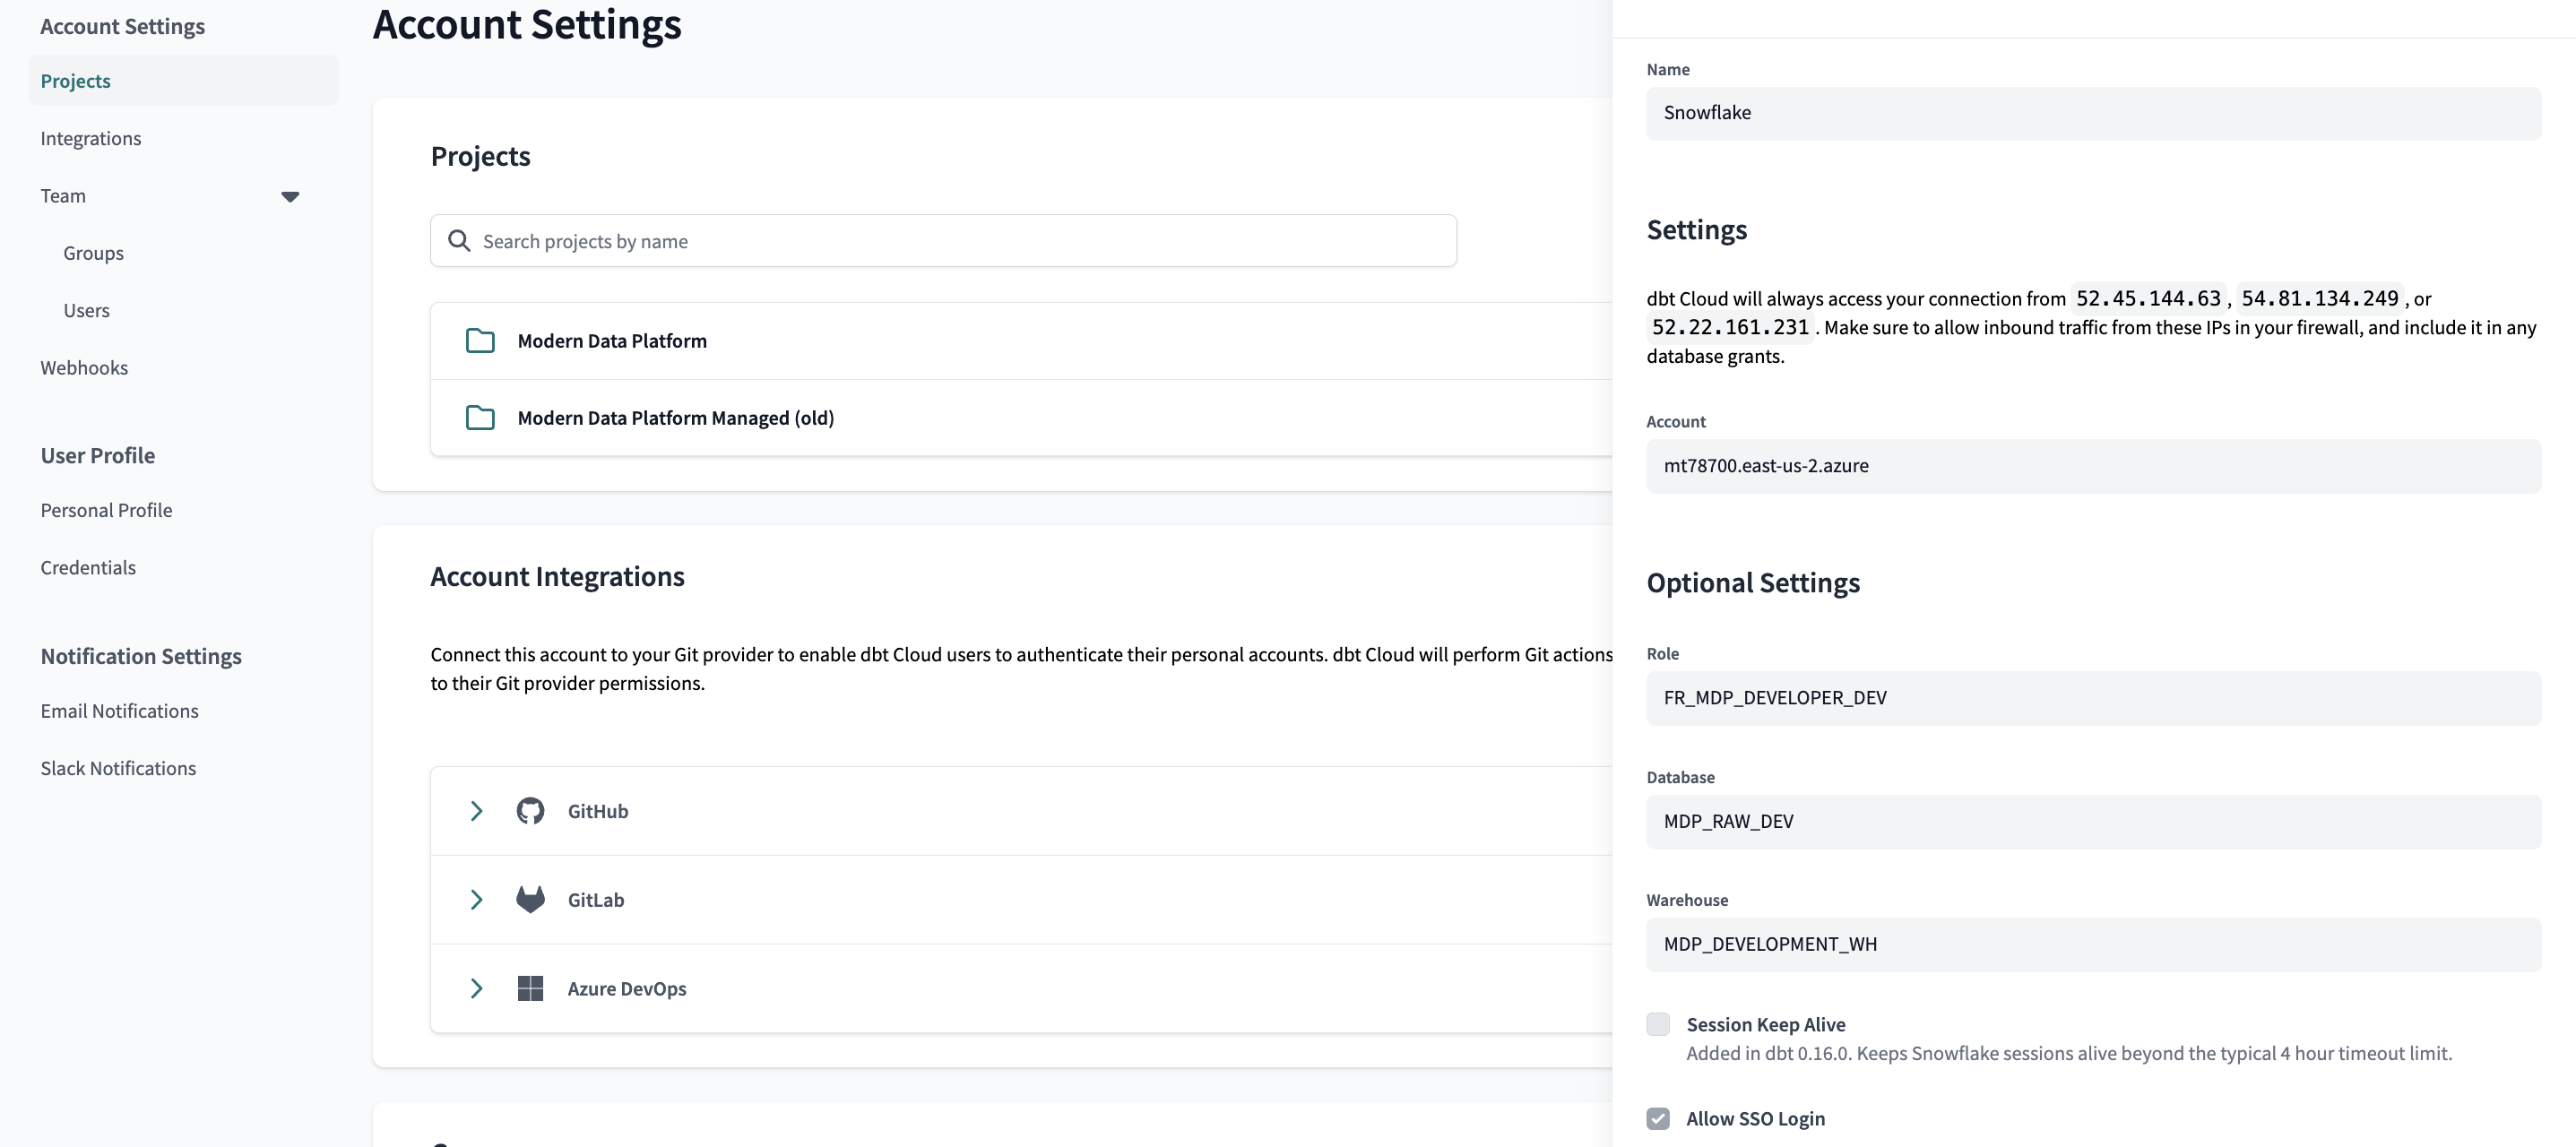 Account Settings
Projects
Integrations
Team
Groups
Users
Webhooks
User Profile
Personal Profile
Credentials
Notification Settings
Email Notifications
Slack Notifications
Account Settings
Projects
Search projects by name
Modern Data Platform
Modern Data Platform Managed (old)
Account Integrations
Connect this account to your Git provider to enable dbt Cloud users to authenticate their personal accounts. dbt Cloud will perform Git actions
to their Git provider permissions.
GitHub
GitLab
Azure DevOps
Name
Snowflake
Settings
dbt Cloud will always access your connection from 52.45.144.63, 54.81.134.249, or
52.22.161.231. Make sure to allow inbound traffic from these IPs in your firewall, and include it in any
database grants.
Account
mt78700.east-us-2.azure
Optional Settings
Role
FR_MDP_DEVELOPER_DEV
Database
MDP_RAW_DEV
Warehouse
MDP_DEVELOPMENT_WH
Session Keep Alive
Added in dbt 0.16.0. Keeps Snowflake sessions alive beyond the typical 4 hour timeout limit.
Allow SSO Login